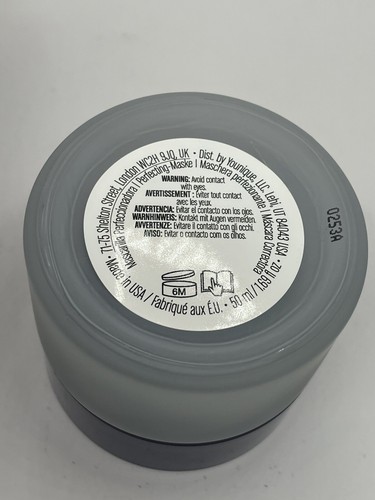 • 71-75 Shelton Street, London WC2H 9JQ, UK • Dist. by Younique, LLC, Lehi, UT 84043 USA •
Mascarilla Perfeccionadora | Perfecting-Maske | Maschera perfezionante | Máscara Corretora
WARNING: Avoid contact
with eyes.
AVERTISSEMENT : Éviter tout contact
avec les yeux.
ADVERTENCIA: Evitar el contacto con los ojos.
WARNHINWEIS: Kontakt mit Augen vermeiden.
AVVERTENZE: Evitare il contatto con gli occhi.
AVISO: Evitar o contacto com os olhos.
6M
• Made in USA / Fabriqué aux É.U. • 50 ml / 1.69 fl oz
0253A